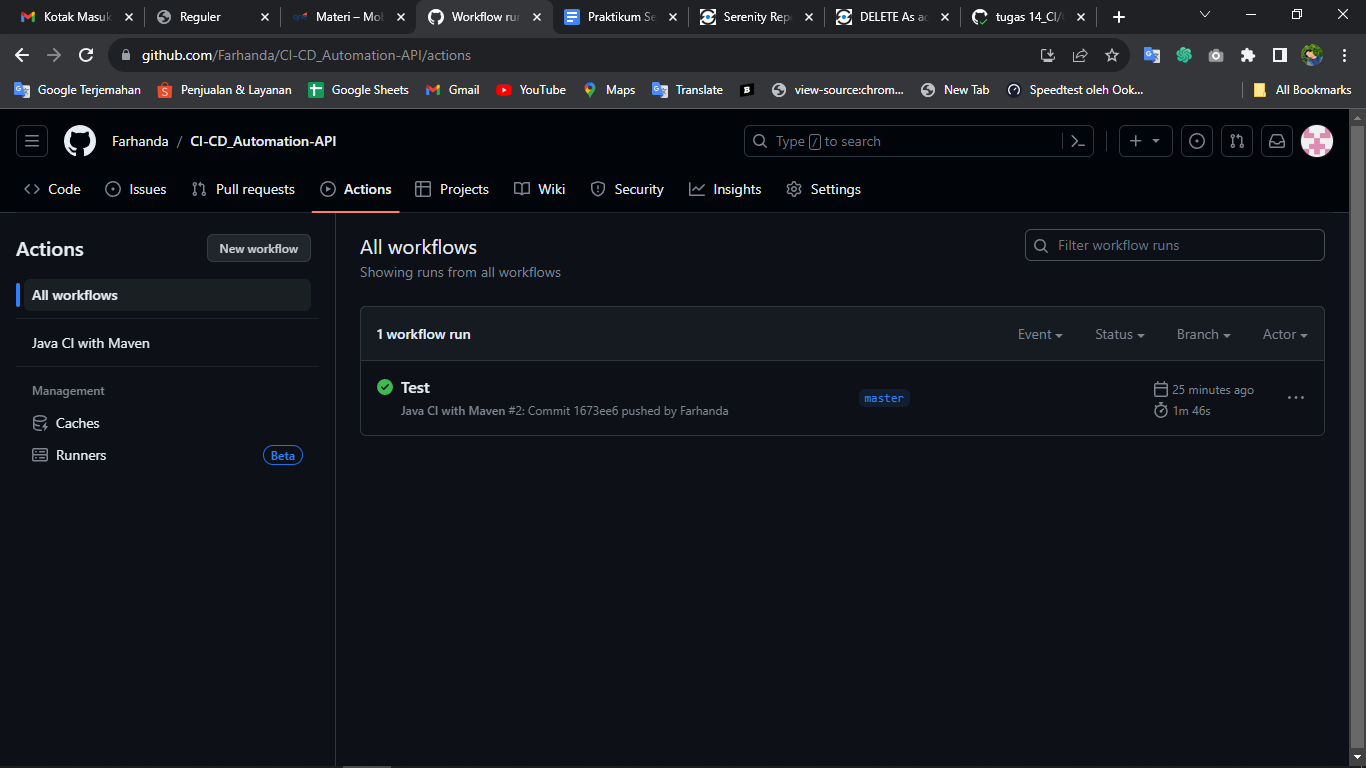 Kotak Masuk
Reguler
Materi – Mo
Workflow ru
Praktikum Se
Serenity Rep
DELETE As a
tugas 14_CI/
github.com/Farhanda/CI-CD_Automation-API/actions
Google Terjemahan
Penjualan & Layanan
Google Sheets
Gmail
YouTube
Maps
Translate
view-source:chrom...
New Tab
Speedtest oleh Ook...
All Bookmarks
Farhanda / CI-CD_Automation-API
Type / to search
Code
Issues
Pull requests
Actions
Projects
Wiki
Security
Insights
Settings
Actions
New workflow
All workflows
Java CI with Maven
Management
Caches
Runners
Beta
All workflows
Showing runs from all workflows
Filter workflow runs
1 workflow run
Event
Status
Branch
Actor
Test
Java CI with Maven #2: Commit 1673ee6 pushed by Farhanda
master
25 minutes ago
1m 46s